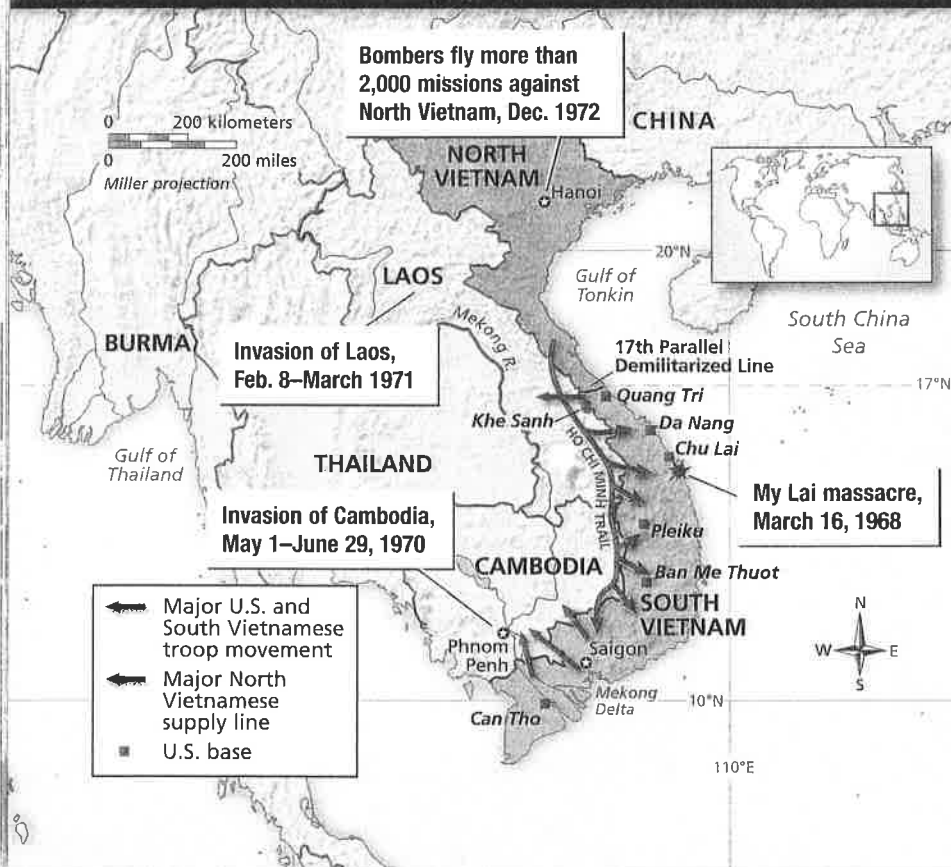 Bombers fly more than
2,000 missions against
North Vietnam, Dec. 1972
CHINA
0 200 kilometers
0 200 miles
Miller projection
NORTH
VIETNAM
Hanoi
20°N
Gulf of
Tonkin
LAOS
South China
Sea
Mekong R.
BURMA
Invasion of Laos,
Feb. 8–March 1971
17th Parallel
Demilitarized Line
17°N
Quang Tri
Khe Sanh
Da Nang
HO CHI MINH TRAIL
Chu Lai
Gulf of
Thailand
THAILAND
My Lai massacre,
March 16, 1968
Invasion of Cambodia,
May 1–June 29, 1970
Pleiku
CAMBODIA
Ban Me Thuot
SOUTH
VIETNAM
Phnom
Penh
Saigon
Mekong
Delta
Can Tho
10°N
110°E
N
W E
S
Major U.S. and
South Vietnamese
troop movement
Major North
Vietnamese
supply line
U.S. base